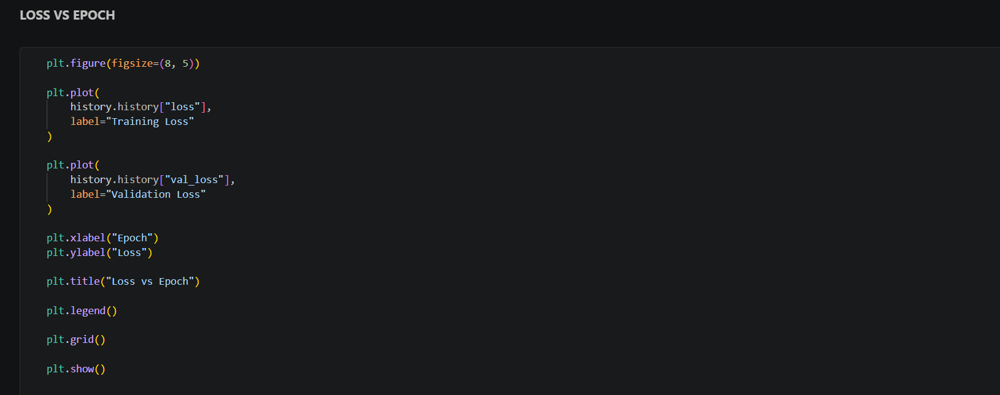 LOSS VS EPOCH
plt.figure(figsize=(8, 5))
plt.plot(
    history.history["loss"],
    label="Training Loss"
)
plt.plot(
    history.history["val_loss"],
    label="Validation Loss"
)
plt.xlabel("Epoch")
plt.ylabel("Loss")
plt.title("Loss vs Epoch")
plt.legend()
plt.grid()
plt.show()